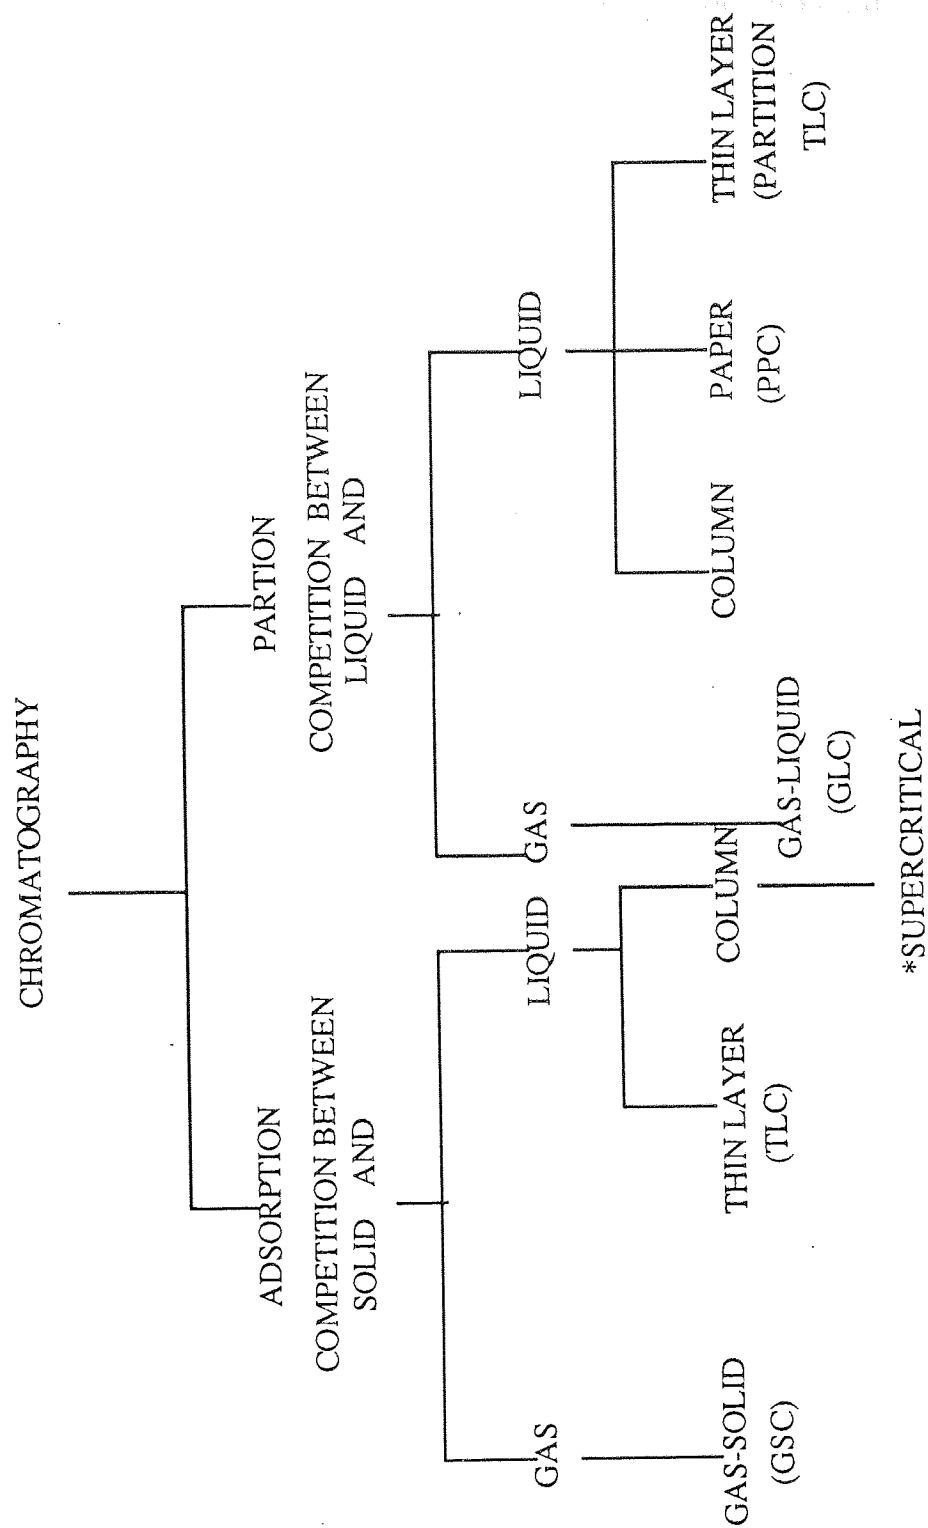 CHROMATOGRAPHY
ADSORPTION
COMPETITION BETWEEN
SOLID AND
GAS
GAS-SOLID
(GSC)
LIQUID
THIN LAYER
(TLC)
COLUMN
*SUPERCRITICAL
PARTION
COMPETITION BETWEEN
LIQUID AND
GAS
GAS-LIQUID
(GLC)
LIQUID
COLUMN
PAPER
(PPC)
THIN LAYER
(PARTITION
TLC)